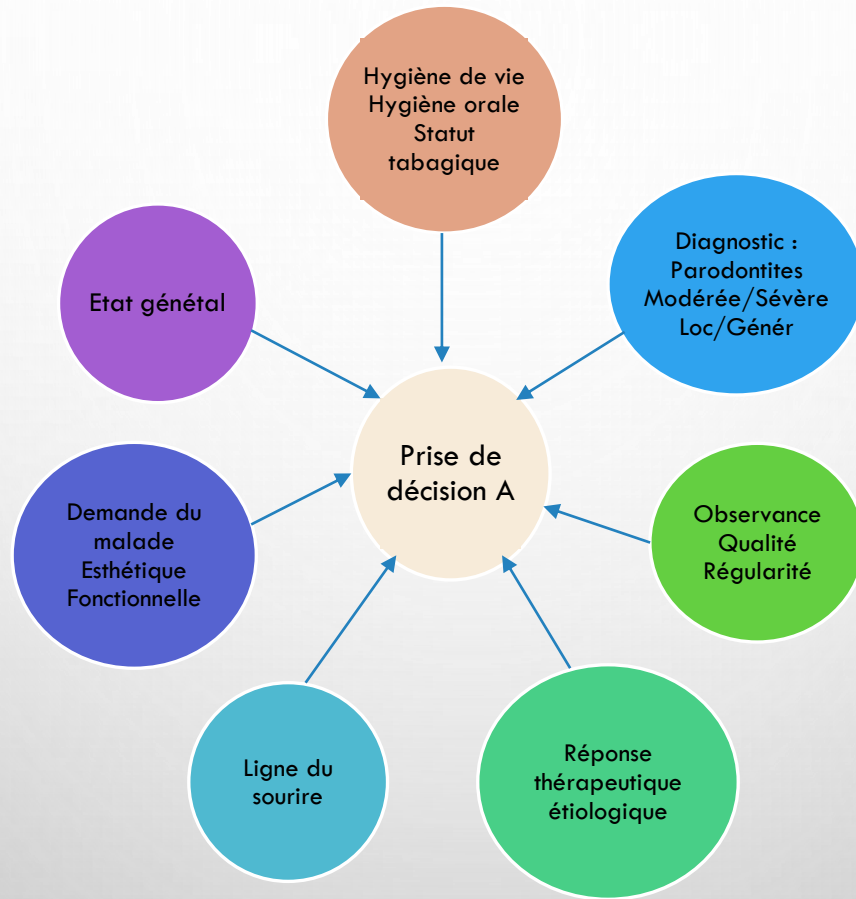 Hygiène de vie
Hygiène orale
Statut
tabagique
Diagnostic :
Parodontites
Modérée/Sévère
Loc/Génér
Etat génétal
Prise de
décision A
Demande du
malade
Esthétique
Fonctionnelle
Observance
Qualité
Régularité
Ligne du
sourire
Réponse
thérapeutique
étiologique